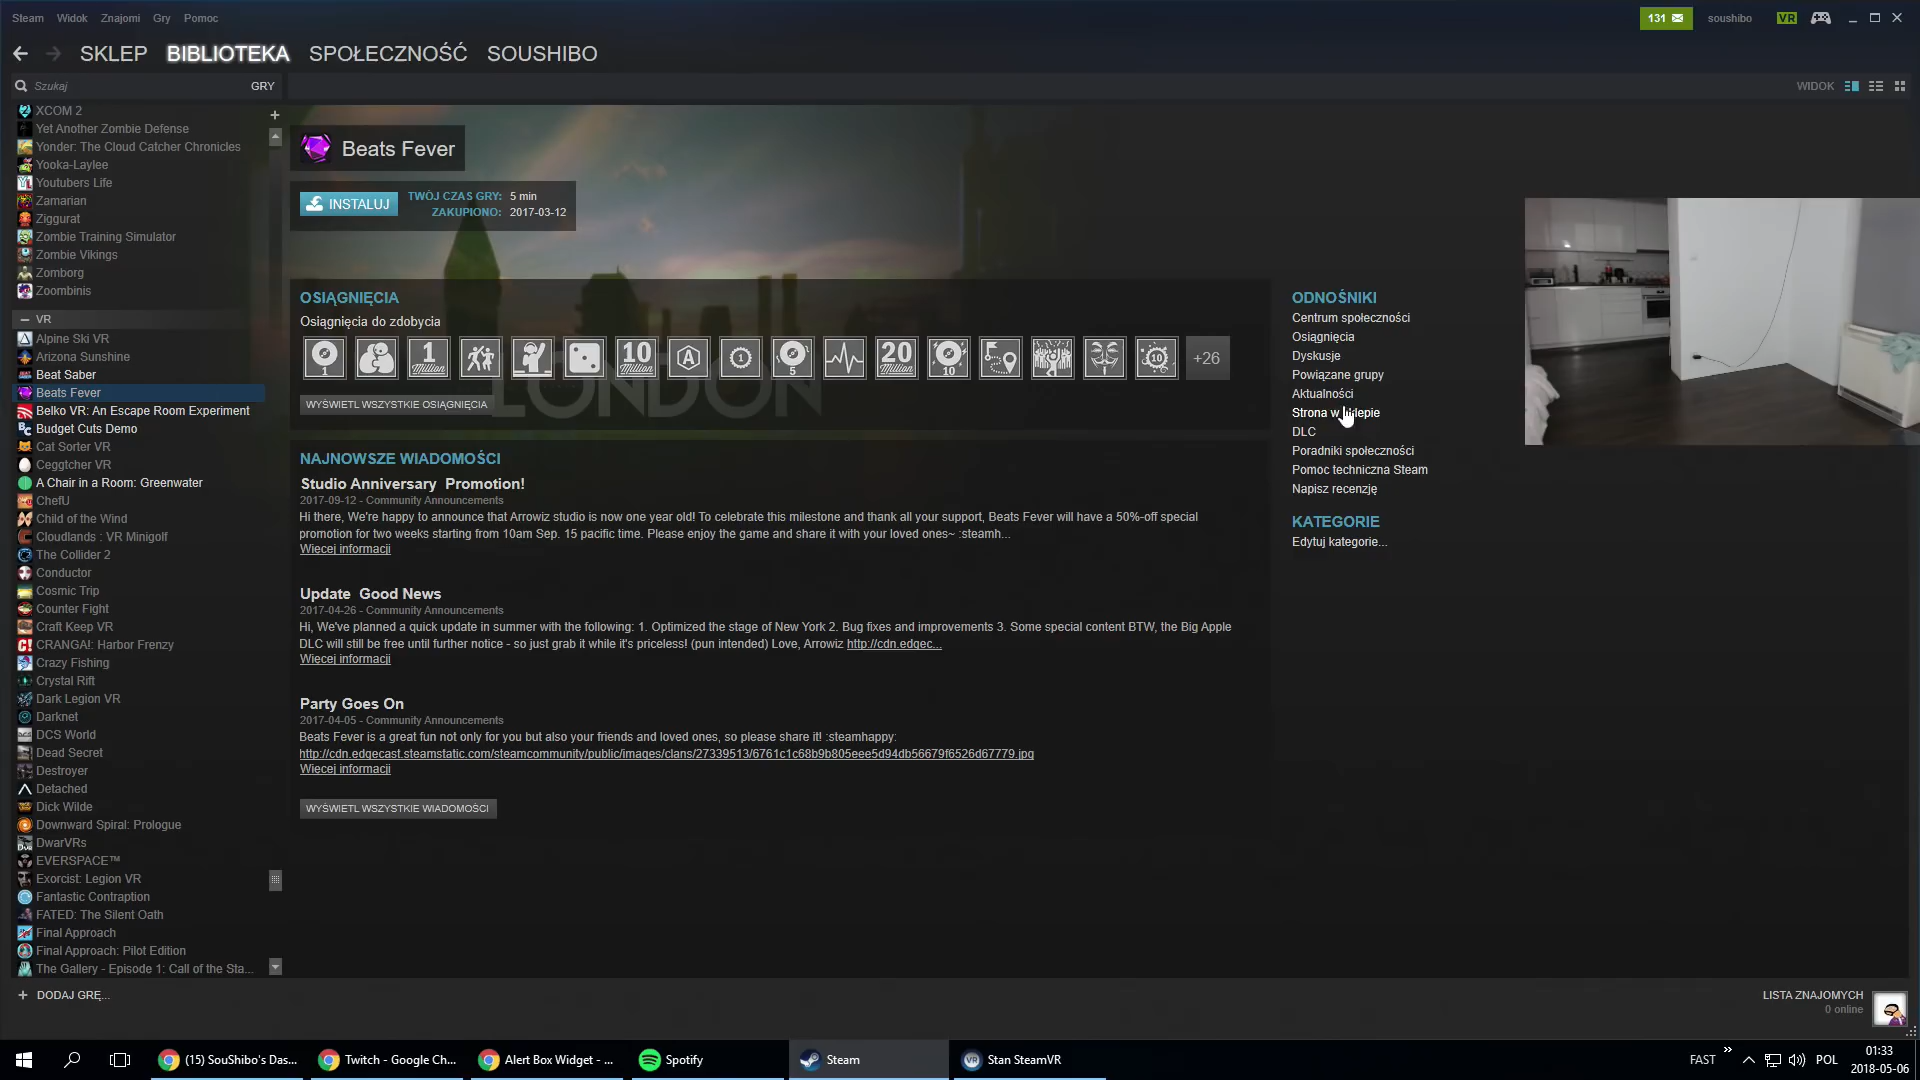 Steam Widok Znajomi Gry Pomoc
131 soushibo VR
SKLEP BIBLIOTEKA SPOŁECZNOŚĆ SOUSHIBO
Szukaj GRY WIDOK
XCOM 2
Yet Another Zombie Defense
Yonder: The Cloud Catcher Chronicles
Yooka-Laylee
Youtubers Life
Zamarian
Ziggurat
Zombie Training Simulator
Zombie Vikings
Zomborg
Zoombinis
VR
Alpine Ski VR
Arizona Sunshine
Beat Saber
Beats Fever
Belko VR: An Escape Room Experiment
Budget Cuts Demo
Cat Sorter VR
Ceggtcher VR
A Chair in a Room: Greenwater
ChefU
Child of the Wind
Cloudlands : VR Minigolf
The Collider 2
Conductor
Cosmic Trip
Counter Fight
Craft Keep VR
CRANGA!: Harbor Frenzy
Crazy Fishing
Crystal Rift
Dark Legion VR
Darknet
DCS World
Dead Secret
Destroyer
Detached
Dick Wilde
Downward Spiral: Prologue
DwarVRs
EVERSPACE™
Exorcist: Legion VR
Fantastic Contraption
FATED: The Silent Oath
Final Approach
Final Approach: Pilot Edition
The Gallery - Episode 1: Call of the Sta...
DODAJ GRĘ...
Beats Fever
INSTALUJ
TWÓJ CZAS GRY: 5 min
ZAKUPIONO: 2017-03-12
OSIĄGNIĘCIA
Osiągnięcia do zdobycia
1 1 Million 10 Million A 1 5 20 Million 10 10 +26
LONDON
WYŚWIETL WSZYSTKIE OSIĄGNIĘCIA
NAJNOWSZE WIADOMOŚCI
Studio Anniversary Promotion!
2017-09-12 - Community Announcements
Hi there, We're happy to announce that Arrowiz studio is now one year old! To celebrate this milestone and thank all your support, Beats Fever will have a 50%-off special
promotion for two weeks starting from 10am Sep. 15 pacific time. Please enjoy the game and share it with your loved ones~ :steamh...
Więcej informacji
Update Good News
2017-04-26 - Community Announcements
Hi, We've planned a quick update in summer with the following: 1. Optimized the stage of New York 2. Bug fixes and improvements 3. Some special content BTW, the Big Apple
DLC will still be free until further notice - so just grab it while it's priceless! (pun intended) Love, Arrowiz http://cdn.edgec...
Więcej informacji
Party Goes On
2017-04-05 - Community Announcements
Beats Fever is a great fun not only for you but also your friends and loved ones, so please share it! :steamhappy:
http://cdn.edgecast.steamstatic.com/steamcommunity/public/images/clans/27339513/6761c1c68b9b805eee5d94db56679f6526d67779.jpg
Więcej informacji
WYŚWIETL WSZYSTKIE WIADOMOŚCI
ODNOŚNIKI
Centrum społeczności
Osiągnięcia
Dyskusje
Powiązane grupy
Aktualności
Strona w sklepie
DLC
Poradniki społeczności
Pomoc techniczna Steam
Napisz recenzję
KATEGORIE
Edytuj kategorie...
LISTA ZNAJOMYCH
0 online
(15) SouShibo's Das... Twitch - Google Ch... Alert Box Widget - ... Spotify Steam Stan SteamVR
FAST POL 01:33
2018-05-06